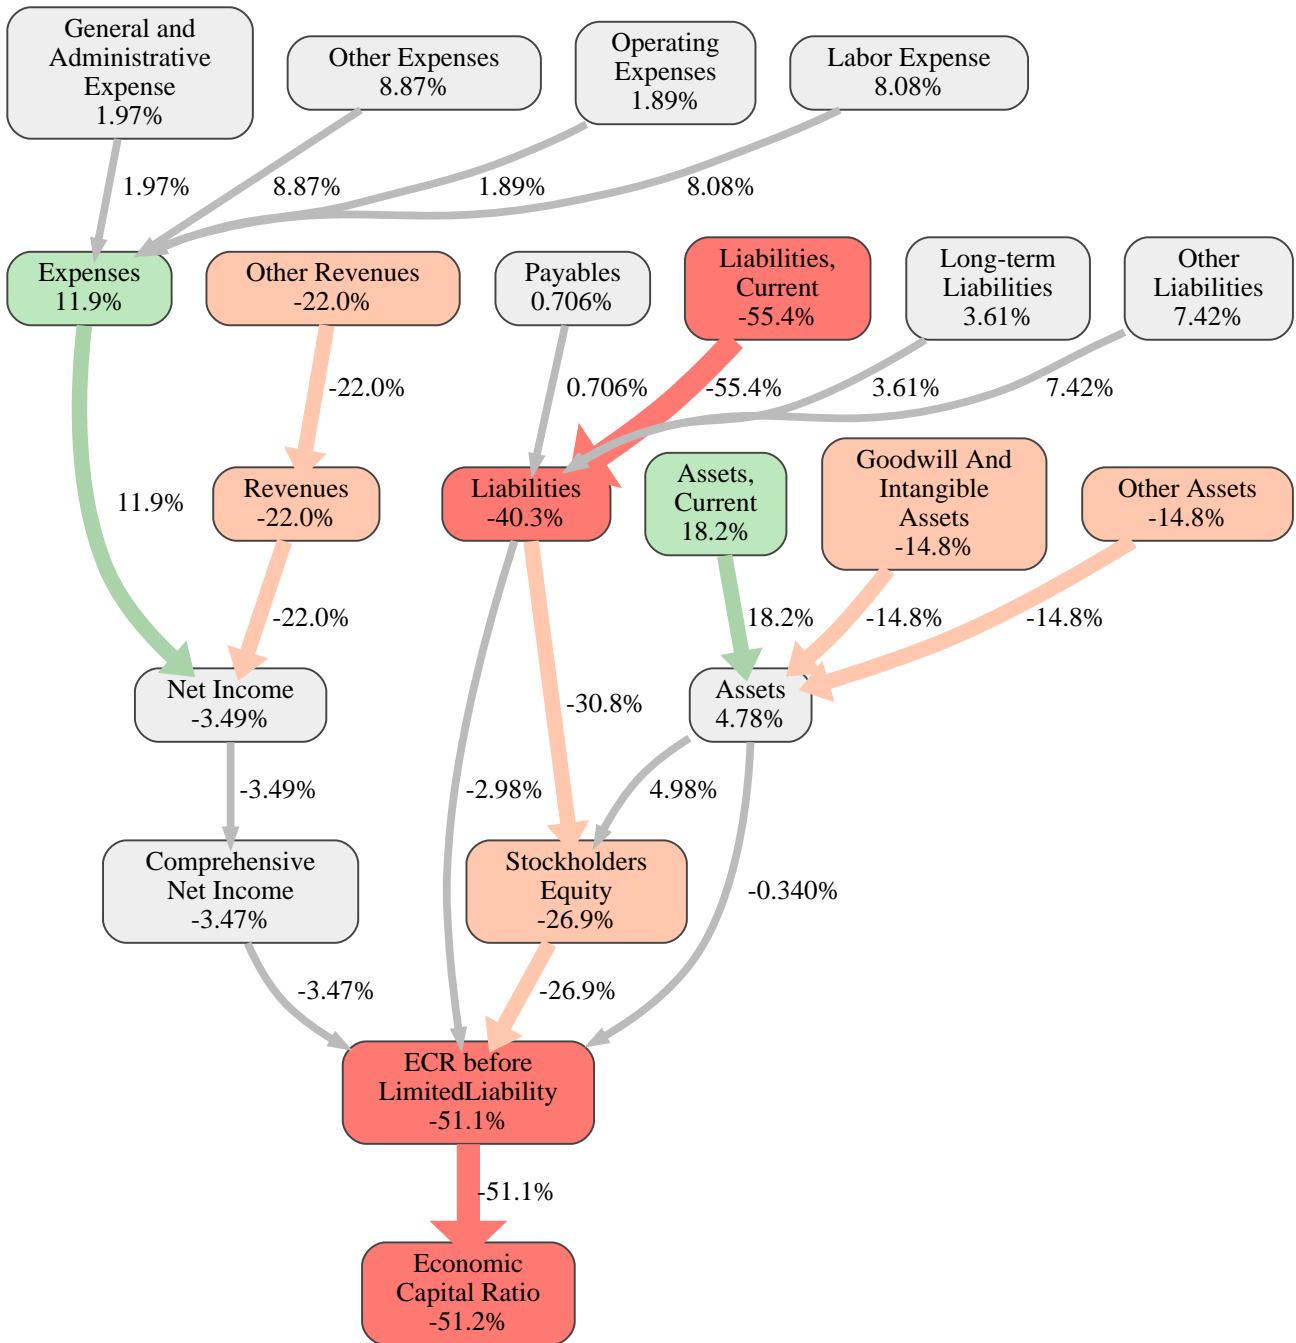 General and
Administrative
Expense
1.97%
Other Expenses
8.87%
Operating
Expenses
1.89%
Labor Expense
8.08%
1.97%
8.87%
1.89%
8.08%
Expenses
11.9%
Other Revenues
-22.0%
Payables
0.706%
Liabilities,
Current
-55.4%
Long-term
Liabilities
3.61%
Other
Liabilities
7.42%
-22.0%
0.706%
-55.4%
3.61%
7.42%
11.9%
Revenues
-22.0%
Liabilities
-40.3%
Assets,
Current
18.2%
Goodwill And
Intangible
Assets
-14.8%
Other Assets
-14.8%
-22.0%
18.2%
-14.8%
-14.8%
Net Income
-3.49%
-30.8%
Assets
4.78%
-3.49%
-2.98%
4.98%
Comprehensive
Net Income
-3.47%
Stockholders
Equity
-26.9%
-0.340%
-3.47%
-26.9%
ECR before
LimitedLiability
-51.1%
-51.1%
Economic
Capital Ratio
-51.2%